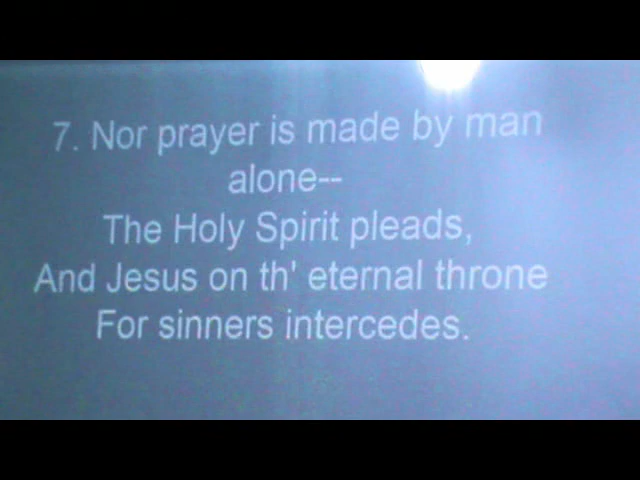 7. Nor prayer is made by man
alone--
The Holy Spirit pleads,
And Jesus on th' eternal throne
For sinners intercedes.